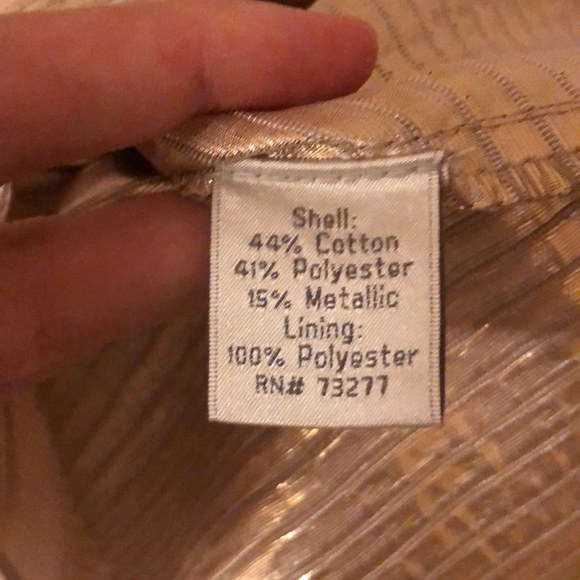 Shell:
44% Cotton
41% Polyester
15% Metallic
Lining:
100% Polyester
RN# 73277